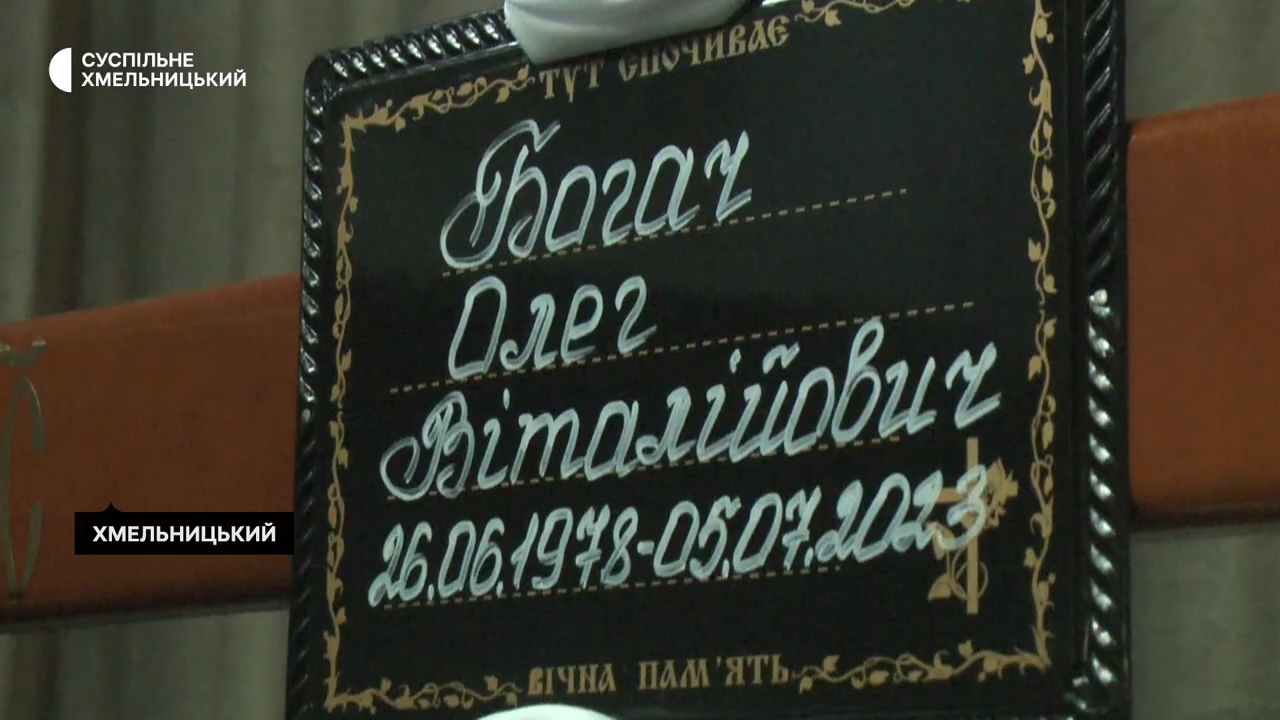 СУСПІЛЬНЕ
ХМЕЛЬНИЦЬКИЙ
ТУТ СПОЧИВАЄ
Богач
Олег
Віталійович
26.06.1978-05.07.2023
ВІЧНА ПАМ'ЯТЬ
ХМЕЛЬНИЦЬКИЙ